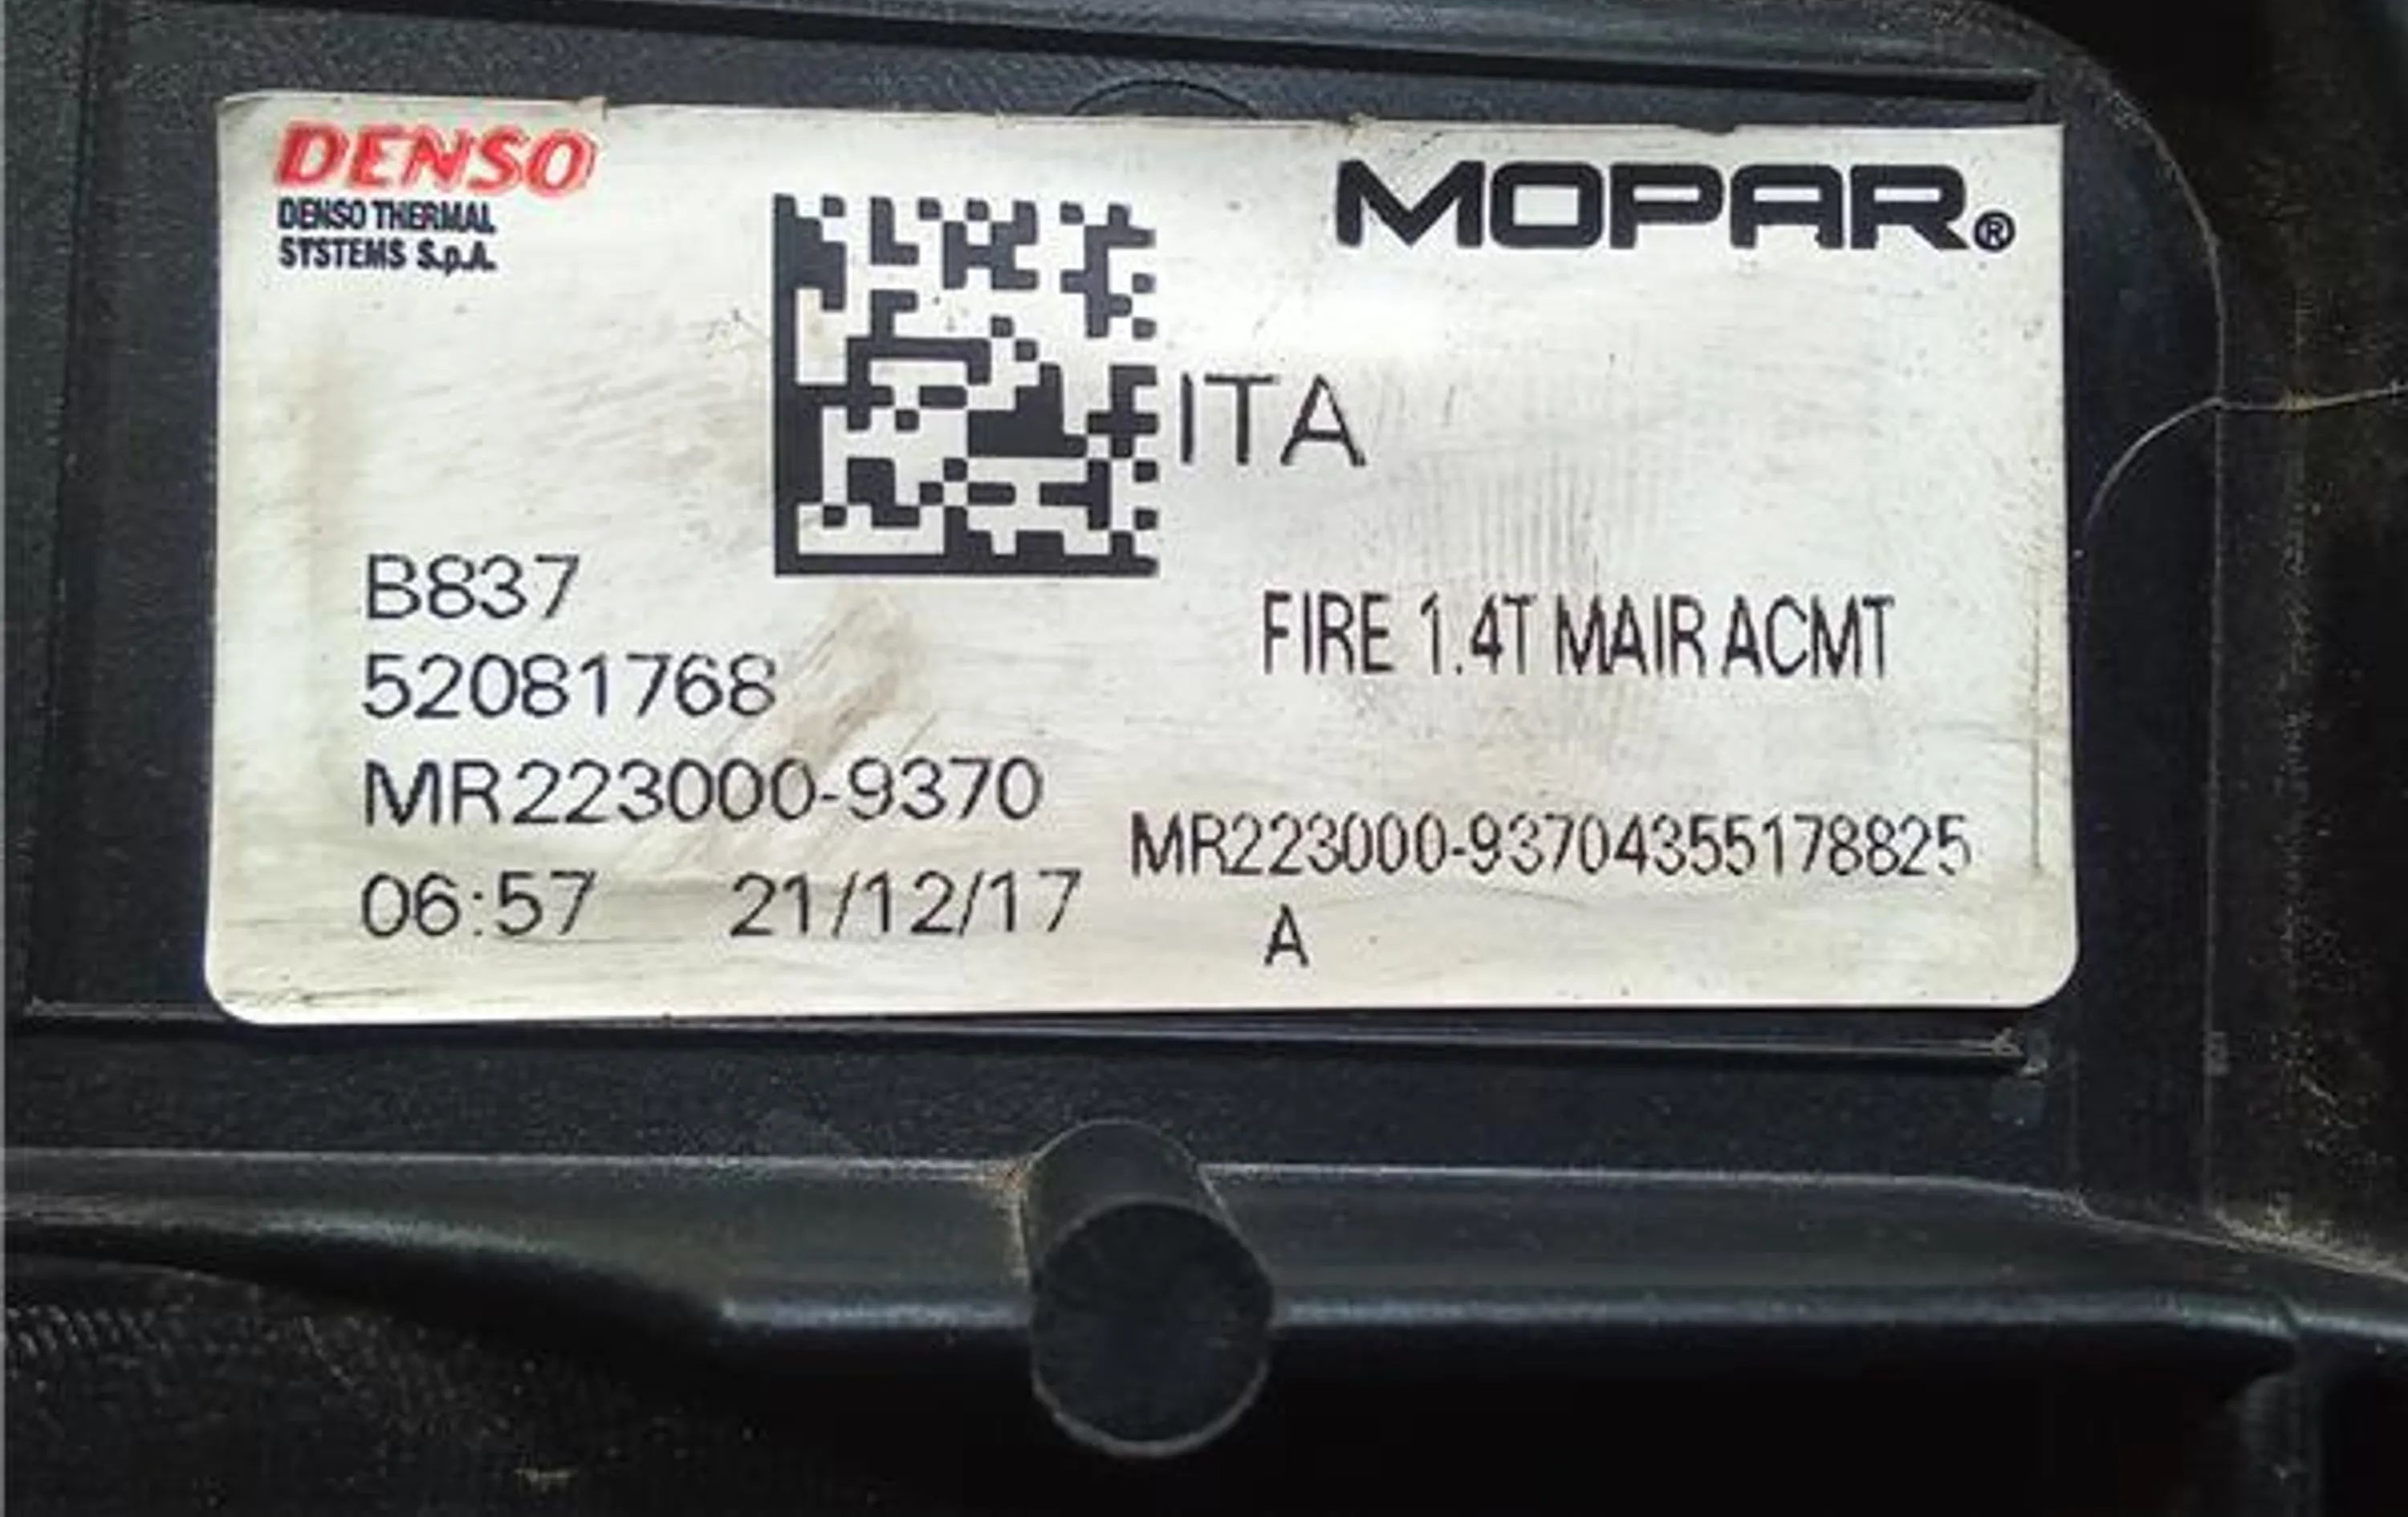 DENSO
DENSO THERMAL
SYSTEMS S.p.A.
MOPAR®
ITA
B837
52081768
MR223000-9370
06:57 21/12/17
FIRE 1.4T MAIR ACMT
MR223000-93704355178825
A